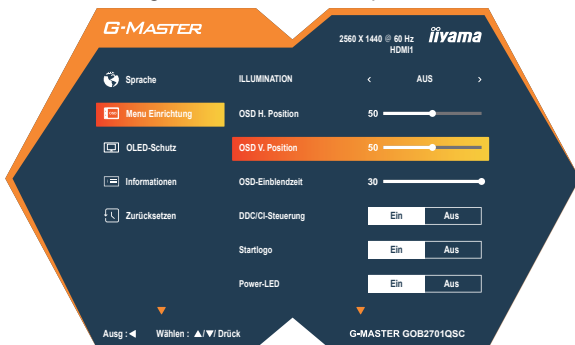 G-MASTER
2560 X 1440 @ 60 Hz
HDMI1
iiyama
Sprache
ILLUMINATION < AUS >
Menu Einrichtung
OSD H. Position 50
OLED-Schutz
OSD V. Position 50
Informationen
OSD-Einblendzeit 30
Zurücksetzen
DDC/CI-Steuerung Ein Aus
Startlogo Ein Aus
Power-LED Ein Aus
▼ ▼
Ausg :◀ Wählen : ▲/▼/ Drück
G-MASTER GOB2701QSC